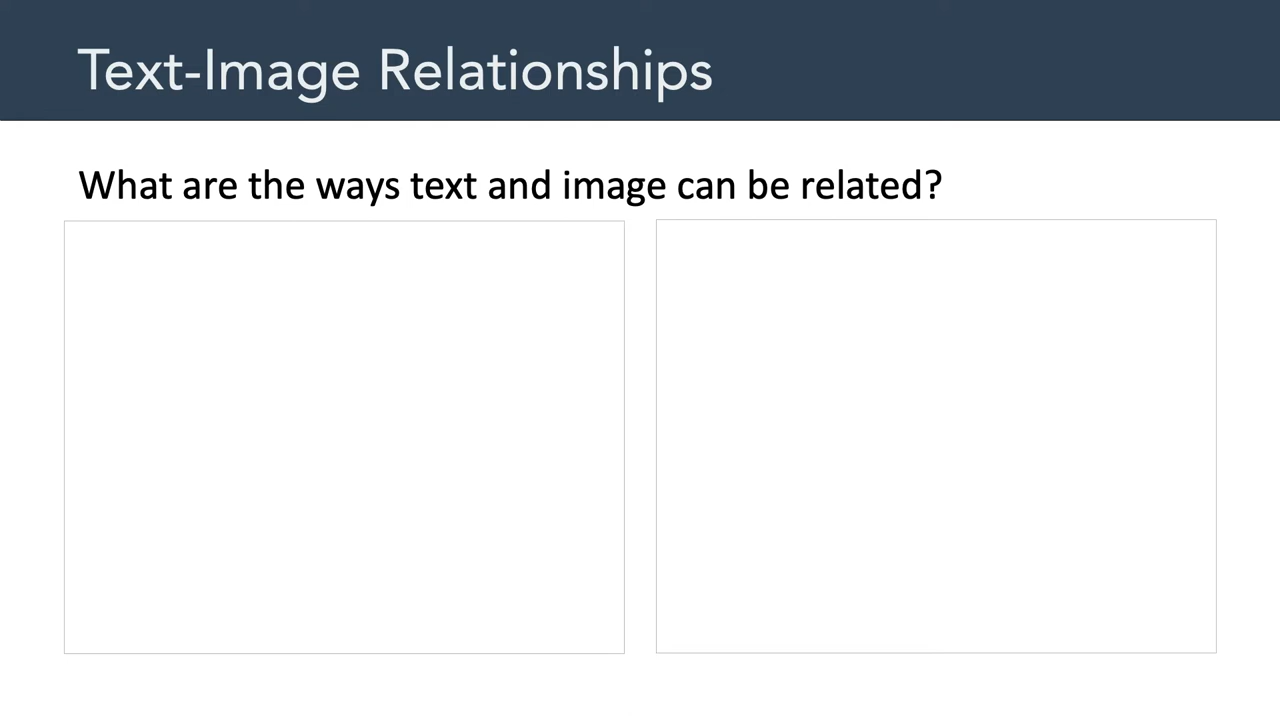 Text-Image Relationships
What are the ways text and image can be related?